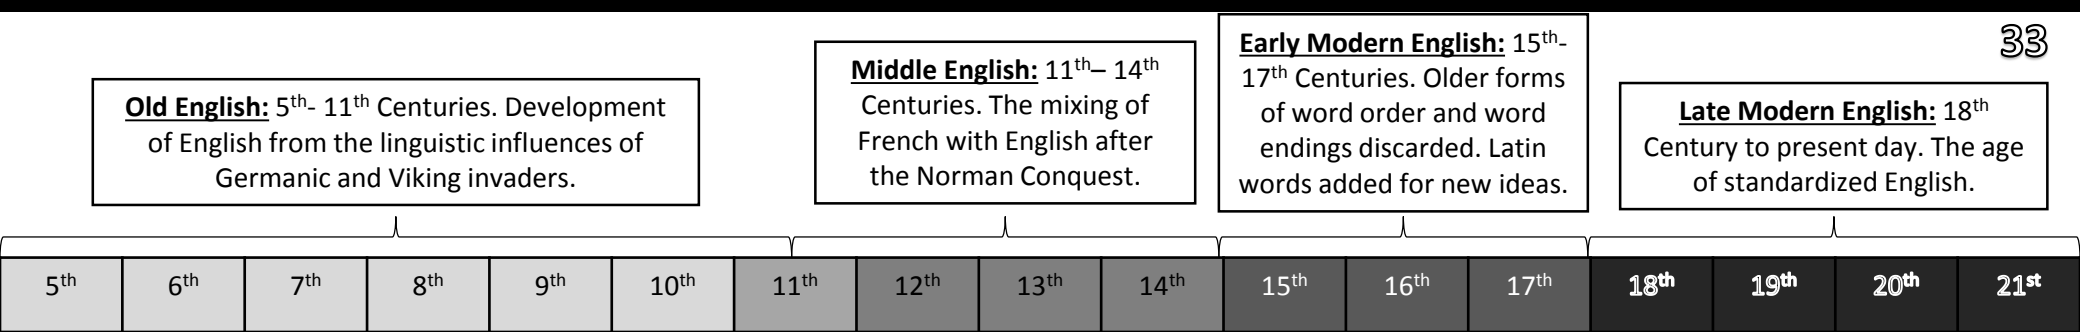 33
Old English: 5th- 11th Centuries. Development
of English from the linguistic influences of
Germanic and Viking invaders.
Middle English: 11th– 14th
Centuries. The mixing of
French with English after
the Norman Conquest.
Early Modern English: 15th-
17th Centuries. Older forms
of word order and word
endings discarded. Latin
words added for new ideas.
Late Modern English: 18th
Century to present day. The age
of standardized English.
5th 6th 7th 8th 9th 10th 11th 12th 13th 14th 15th 16th 17th 18th 19th 20th 21st